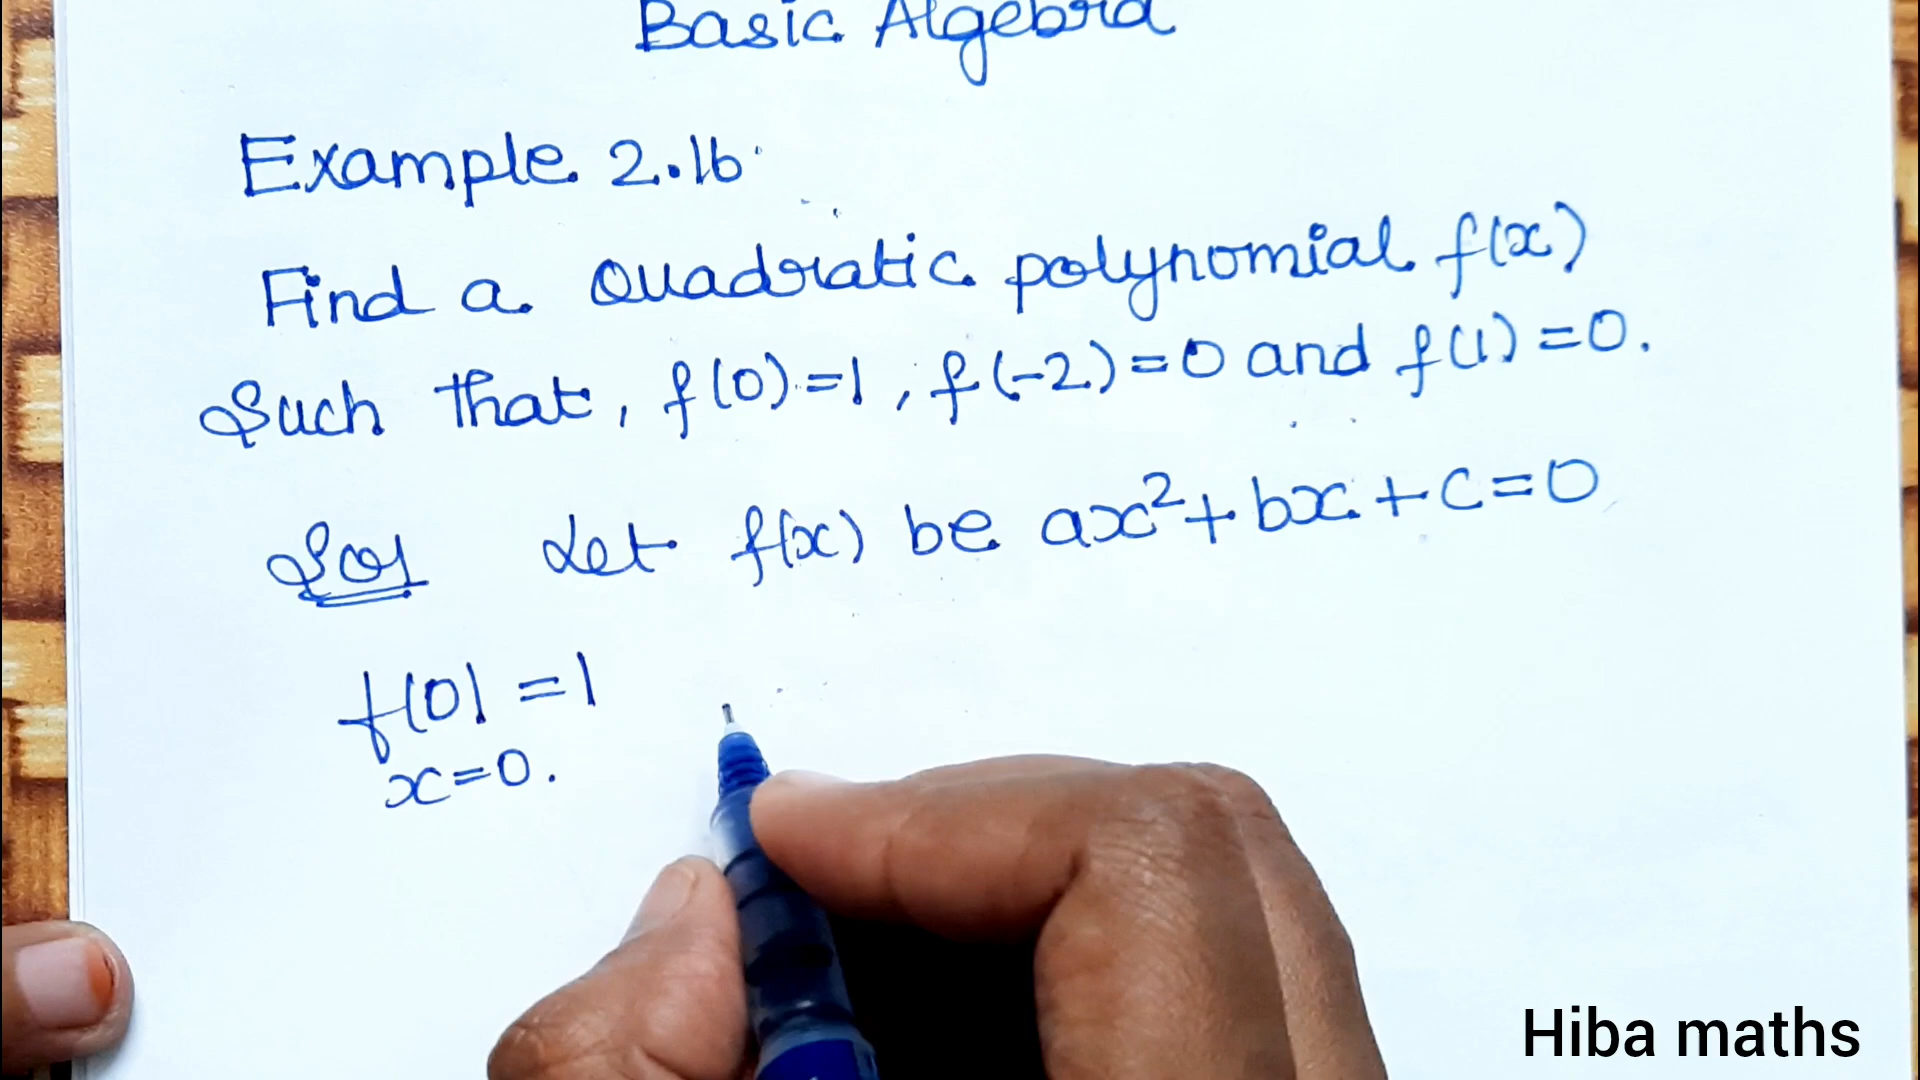 Basic Algebra
Example 2.16
Find a Quadratic polynomial f(x)
Such that, f(0)=1, f(-2)=0 and f(1)=0.
Sol Let f(x) be ax²+bx+c=0
f(0)=1
x=0.
Hiba maths